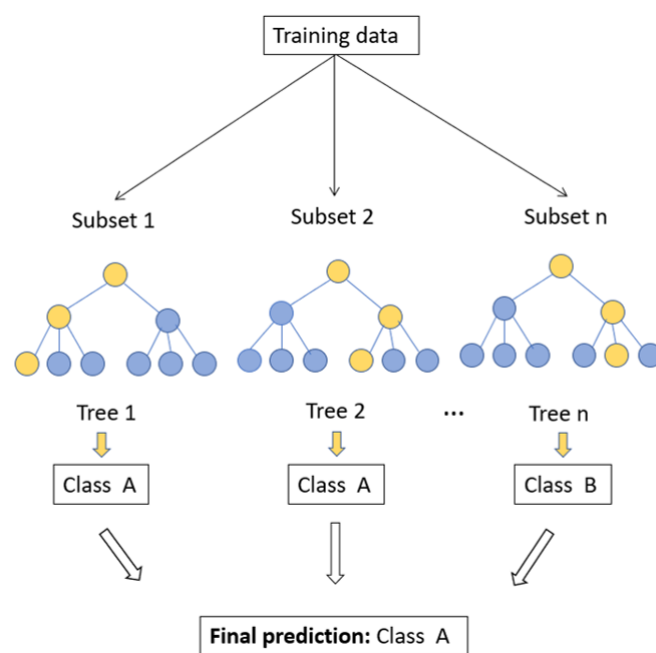 Training data
Subset 1
Subset 2
Subset n
Tree 1
Tree 2
...
Tree n
Class A
Class A
Class B
Final prediction: Class A